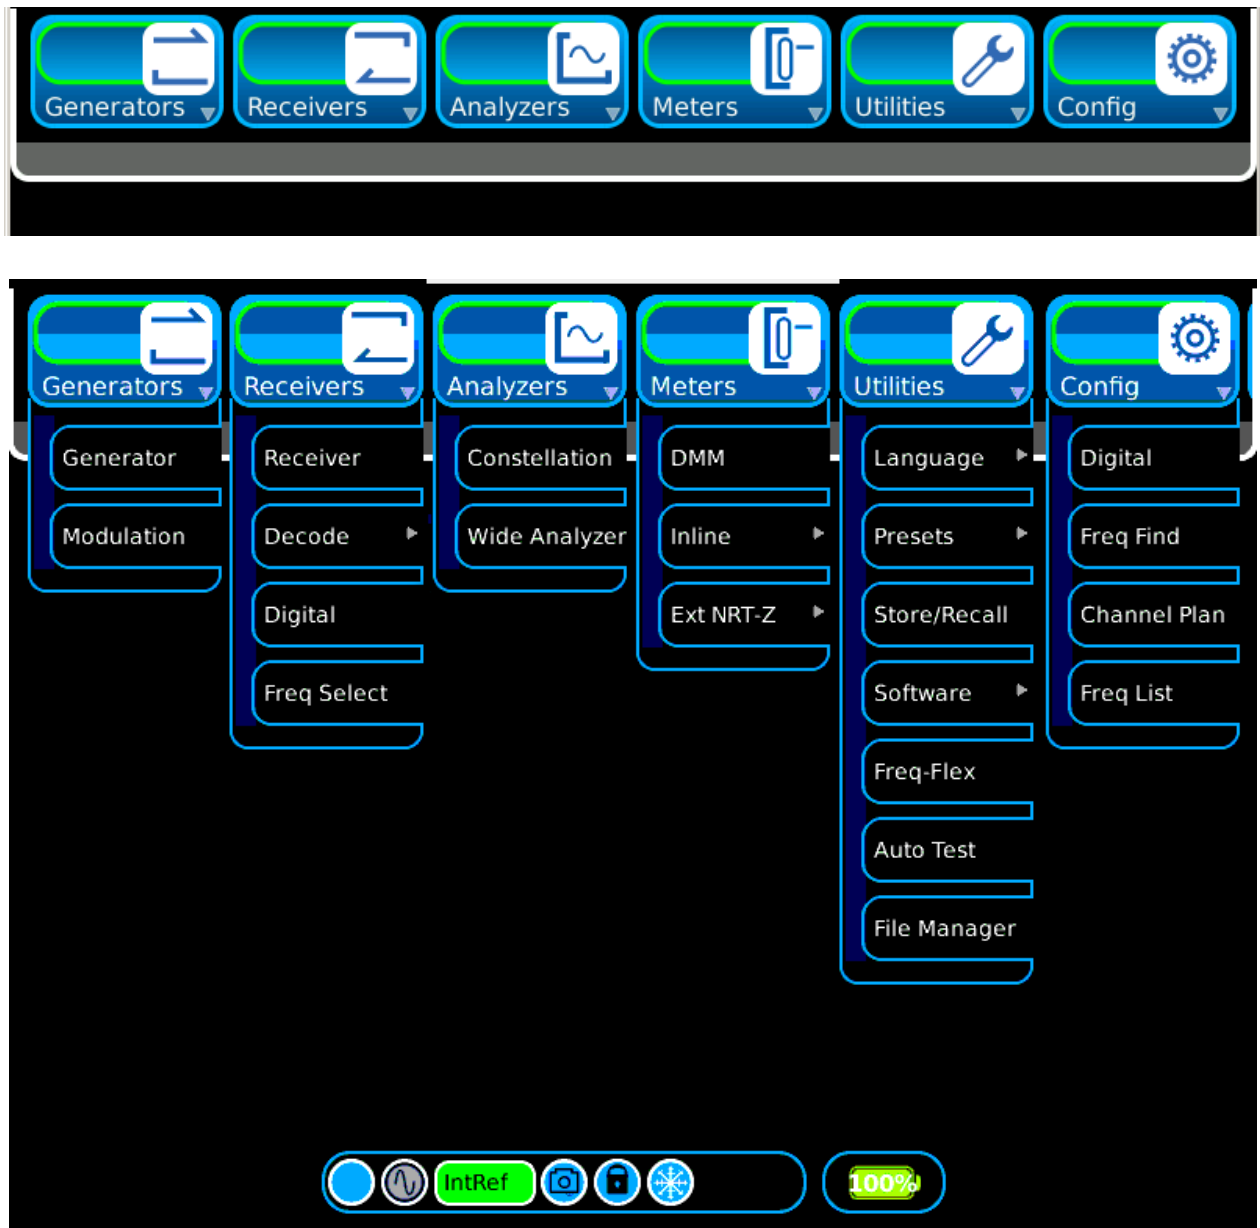 Generators Receivers Analyzers Meters Utilities Config
Generators Receivers Analyzers Meters Utilities Config
Generator Receiver Constellation DMM Language Digital
Modulation Decode Wide Analyzer Inline Presets Freq Find
Digital Ext NRT-Z Store/Recall Channel Plan
Freq Select Software Freq List
Freq-Flex
Auto Test
File Manager
IntRef 100%